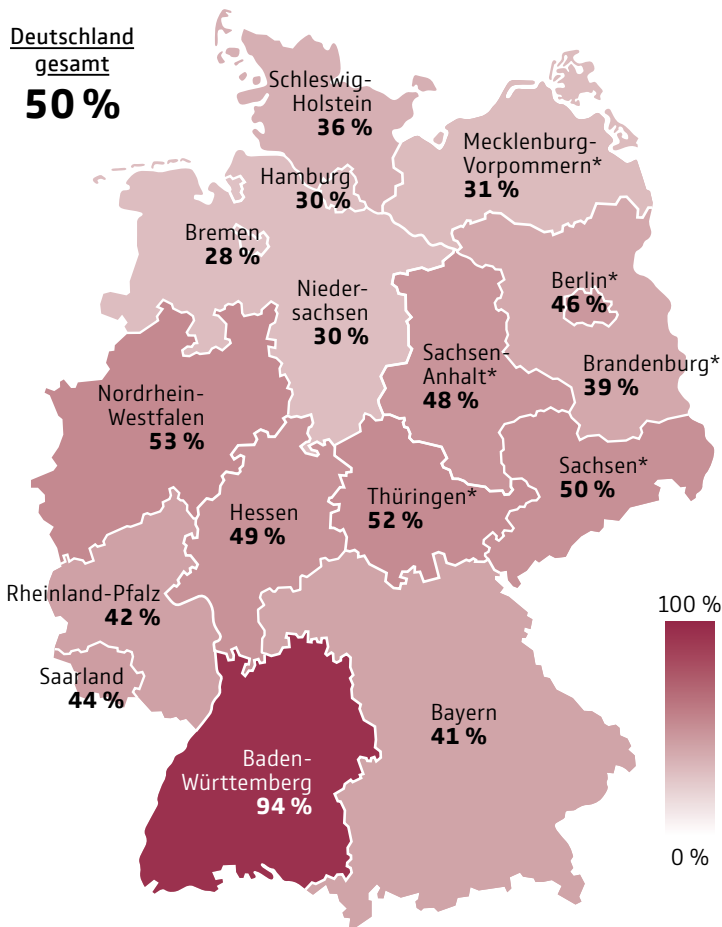 Deutschland
gesamt
50 %
Schleswig-
Holstein
36 %
Mecklenburg-
Vorpommern*
31 %
Hamburg
30 %
Bremen
28 %
Nieder-
sachsen
30 %
Berlin*
46 %
Brandenburg*
39 %
Sachsen-
Anhalt*
48 %
Nordrhein-
Westfalen
53 %
Sachsen*
50 %
Thüringen*
52 %
Hessen
49 %
Rheinland-Pfalz
42 %
Saarland
44 %
Bayern
41 %
Baden-
Württemberg
94 %
100 %
0 %